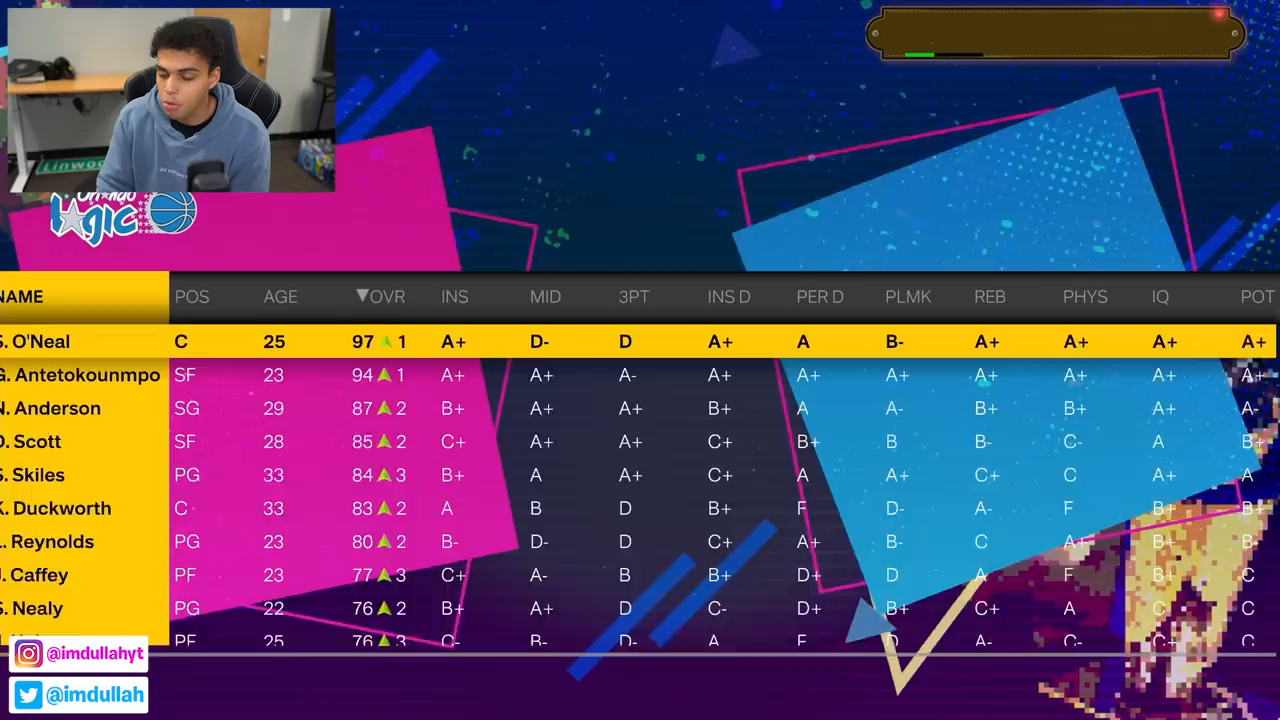 Linwoo
Orlando
Magic
NAME POS AGE ▼OVR INS MID 3PT INS D PER D PLMK REB PHYS IQ POT
S. O'Neal C 25 97 1 A+ D- D A+ A B- A+ A+ A+ A+
G. Antetokounmpo SF 23 94 1 A+ A+ A- A+ A+ A+ A+ A+ A+ A+
N. Anderson SG 29 87 2 B+ A+ A+ B+ A A- B+ B+ A+ A-
D. Scott SF 28 85 2 C+ A+ A+ C+ B+ B B- C- A B+
S. Skiles PG 33 84 3 B+ A A+ C+ A A+ C+ C A+ A
K. Duckworth C 33 83 2 A B D B+ F D- A- F B+ B+
L. Reynolds PG 23 80 2 B- D- D C+ A+ B- C A+ B+ B-
J. Caffey PF 23 77 3 C+ A- B B+ D+ D A F B+ C
S. Nealy PG 22 76 2 B+ A+ D C- D+ B+ C+ A C C
PF 25 76 3 C- B- D- A F D A- C- C+ C
@imdullahyt
@imdullah